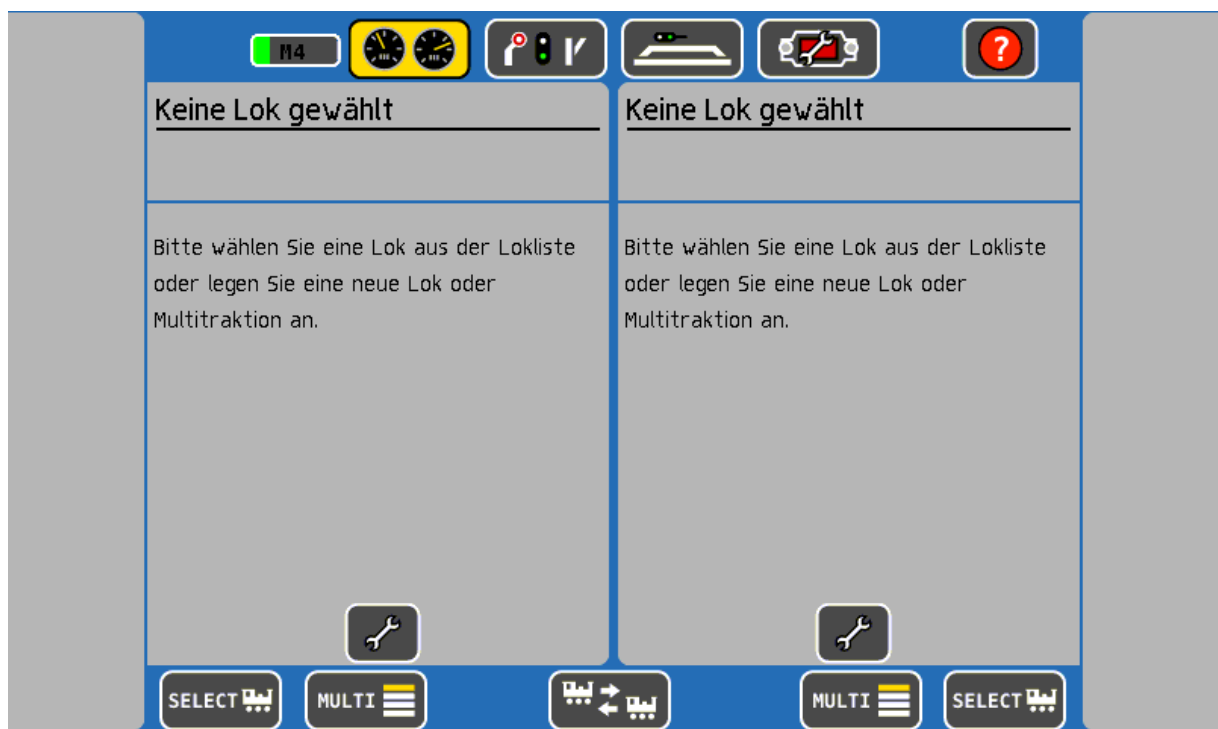 M4
?
Keine Lok gewählt
Keine Lok gewählt
Bitte wählen Sie eine Lok aus der Lokliste
oder legen Sie eine neue Lok oder
Multitraktion an.
Bitte wählen Sie eine Lok aus der Lokliste
oder legen Sie eine neue Lok oder
Multitraktion an.
SELECT
MULTI
MULTI
SELECT